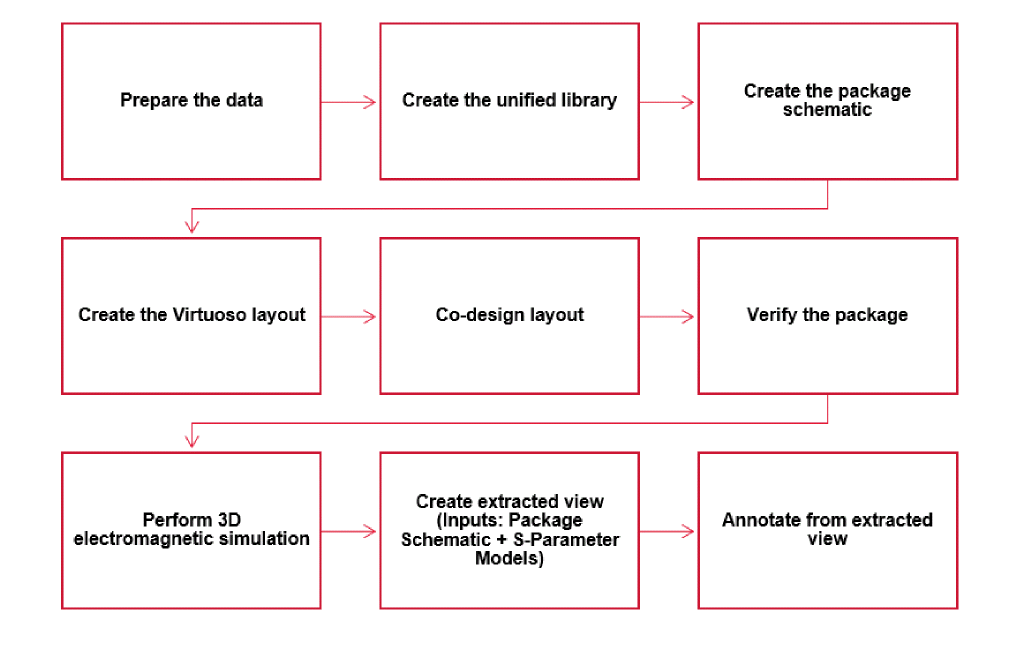 Prepare the data
Create the unified library
Create the package
schematic
Create the Virtuoso layout
Co-design layout
Verify the package
Perform 3D
electromagnetic simulation
Create extracted view
(Inputs: Package
Schematic + S-Parameter
Models)
Annotate from extracted
view